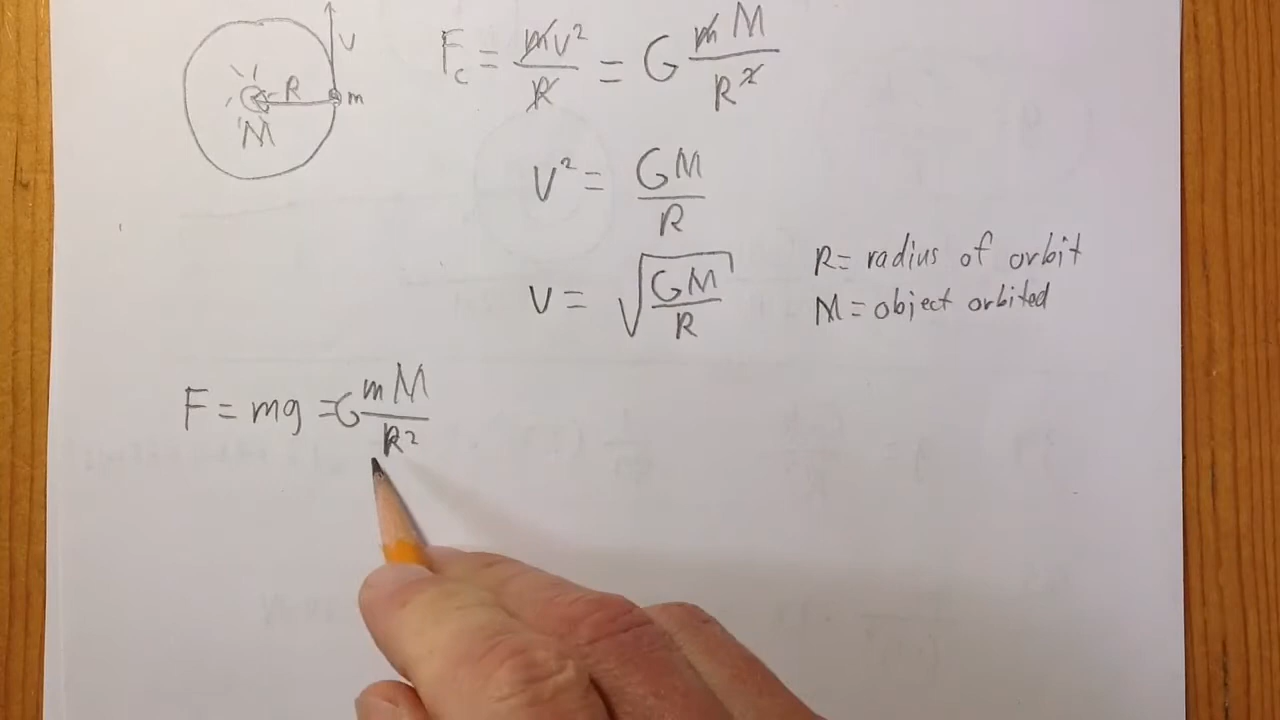 V
R
m
M
F_c = mv²/R = G mM/R²
V² = GM/R
V = √(GM/R)
R = radius of orbit
M = object orbited
F = mg = G mM/R²